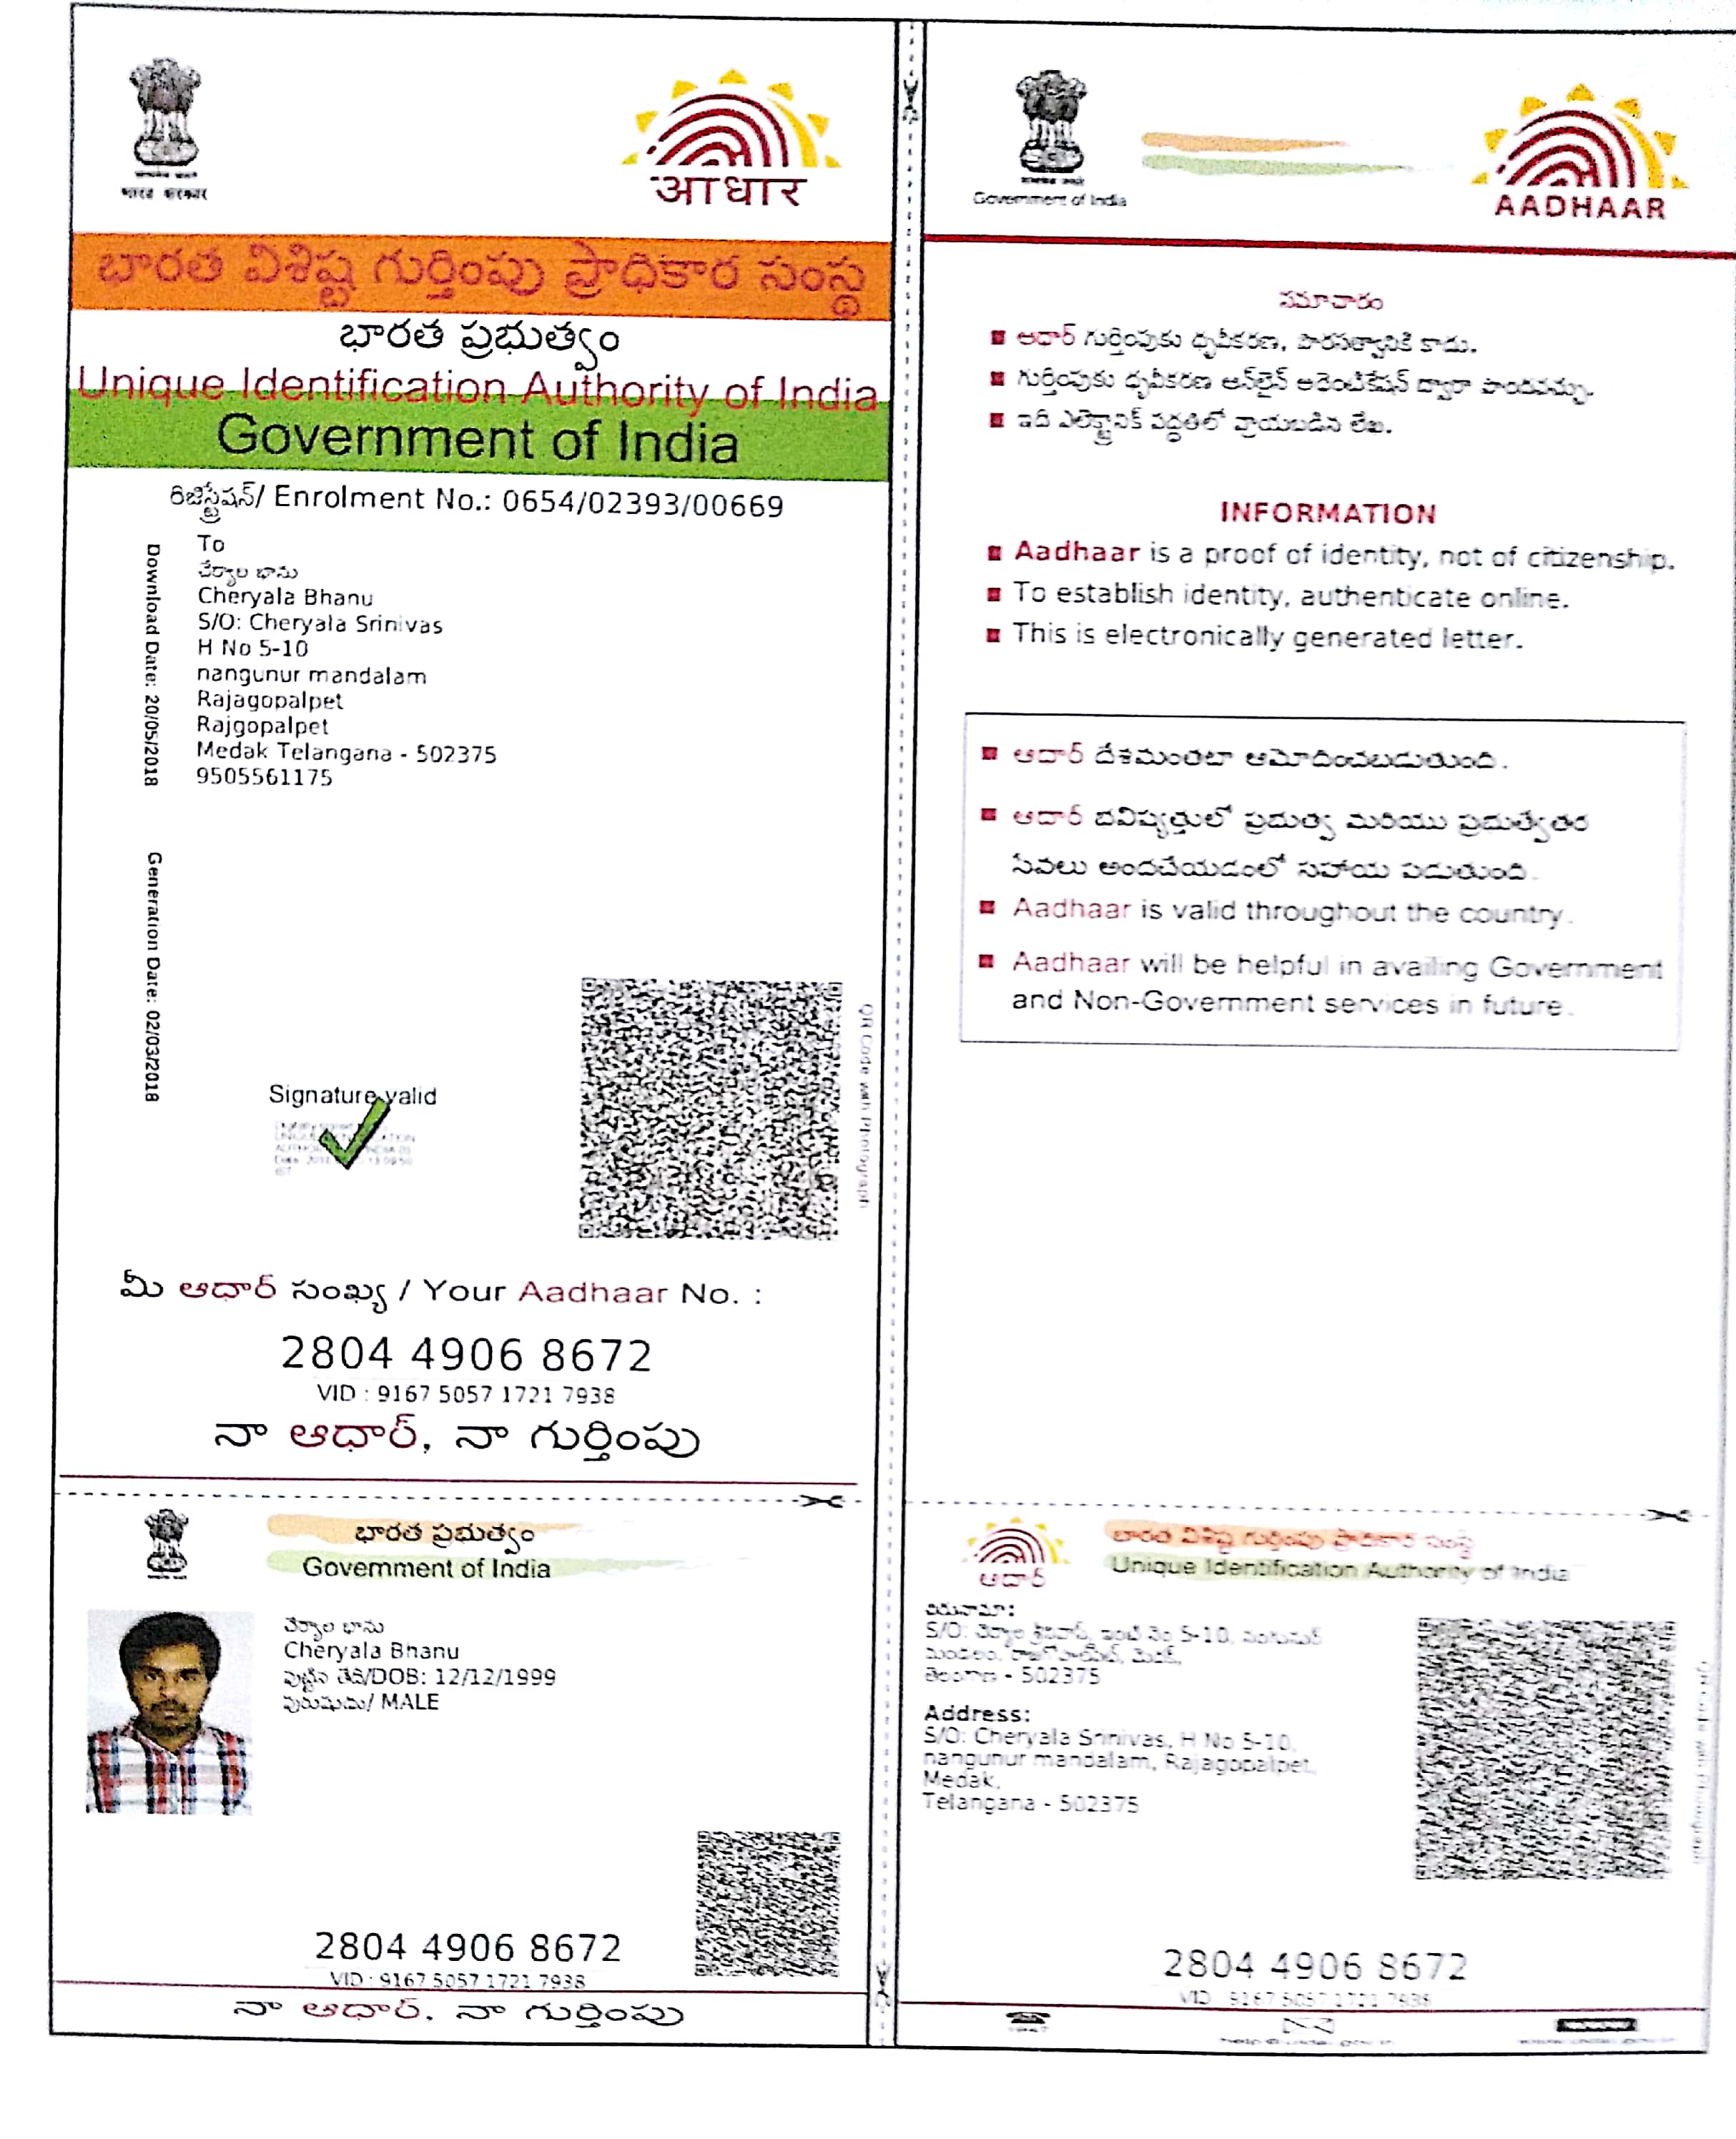 भारत सरकार
आधार
భారత విశిష్ట గుర్తింపు ప్రాధికార సంస్థ
భారత ప్రభుత్వం
Unique Identification Authority of India
Government of India
రిజిస్ట్రేషన్/ Enrolment No.: 0654/02393/00669
Download Date: 20/05/2018
Generation Date: 02/03/2018
To
చేర్యాల భాను
Cheryala Bhanu
S/O: Cheryala Srinivas
H No 5-10
nangunur mandalam
Rajagopalpet
Rajgopalpet
Medak Telangana - 502375
9505561175
Signature valid
QR Code with Photograph
మీ ఆధార్ సంఖ్య / Your Aadhaar No. :
2804 4906 8672
VID : 9167 5057 1721 7938
నా ఆధార్, నా గుర్తింపు
భారత ప్రభుత్వం
Government of India
చేర్యాల భాను
Cheryala Bhanu
పుట్టిన తేదీ/DOB: 12/12/1999
పురుషుడు/ MALE
2804 4906 8672
VID : 9167 5057 1721 7938
నా ఆధార్, నా గుర్తింపు
Government of India
AADHAAR
సమాచారం
ఆధార్ గుర్తింపుకు ధృవీకరణ, పౌరసత్వానికి కాదు.
గుర్తింపుకు ధృవీకరణ ఆన్‌లైన్ అథెంటికేషన్ ద్వారా పొందవచ్చు.
ఇది ఎలక్ట్రానిక్ పద్ధతిలో వ్రాయబడిన లేఖ.
INFORMATION
Aadhaar is a proof of identity, not of citizenship.
To establish identity, authenticate online.
This is electronically generated letter.
ఆధార్ దేశమంతటా ఆమోదించబడుతుంది.
ఆధార్ భవిష్యత్తులో ప్రభుత్వ మరియు ప్రభుత్వేతర
సేవలు అందచేయడంలో సహాయ పడుతుంది.
Aadhaar is valid throughout the country.
Aadhaar will be helpful in availing Government
and Non-Government services in future.
ఆధార్
భారత విశిష్ట గుర్తింపు ప్రాధికార సంస్థ
Unique Identification Authority of India
చిరునామా:
S/O: చేర్యాల శ్రీనివాస్, ఇంటి నెం 5-10, నంగునూర్
మండలం, రాజగోపాల్‌పేట్, మెదక్,
తెలంగాణ - 502375
Address:
S/O: Cheryala Srinivas, H No 5-10,
nangunur mandalam, Rajagopalpet,
Medak,
Telangana - 502375
2804 4906 8672
VID : 9167 5057 1721 7938